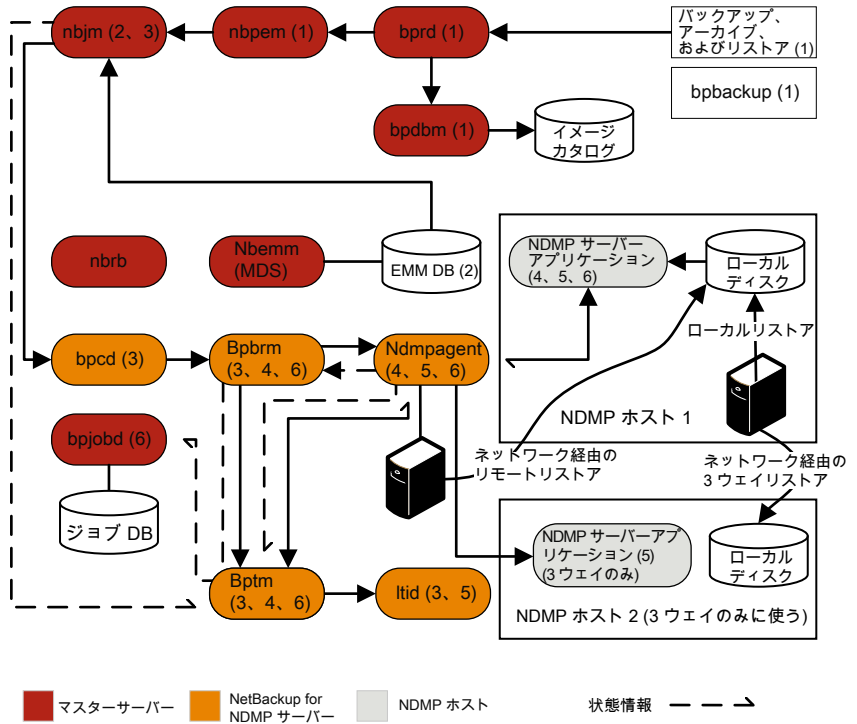 nbjm (2、3)
nbpem (1)
bprd (1)
バックアップ、
アーカイブ、
およびリストア (1)
bpbackup (1)
bpdbm (1)
イメージ
カタログ
nbrb
Nbemm
(MDS)
EMM DB (2)
NDMP サーバー
アプリケーション
(4、5、6)
ローカル
ディスク
ローカルリストア
NDMP ホスト 1
bpcd (3)
Bpbrm
(3、4、6)
Ndmpagent
(4、5、6)
bpjobd (6)
ジョブ DB
ネットワーク経由の
リモートリストア
ネットワーク経由の
3 ウェイリストア
Bptm
(3、4、6)
ltid (3、5)
NDMP サーバーアプ
リケーション (5)
(3 ウェイのみ)
ローカル
ディスク
NDMP ホスト 2 (3 ウェイのみに使う)
マスターサーバー
NetBackup for
NDMP サーバー
NDMP ホスト
状態情報